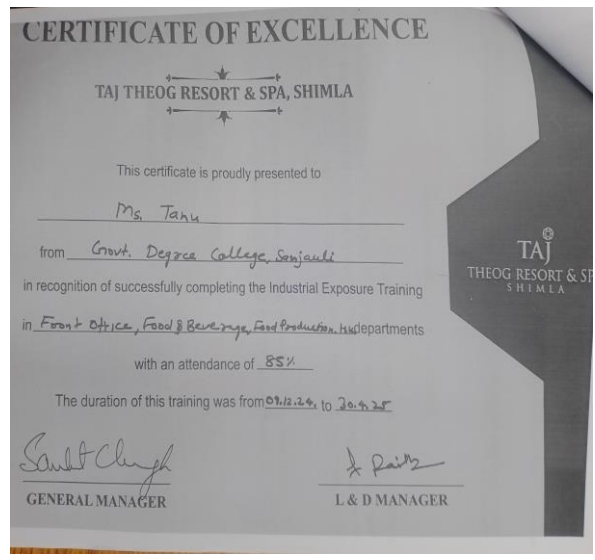 CERTIFICATE OF EXCELLENCE
TAJ THEOG RESORT & SPA, SHIMLA
This certificate is proudly presented to
Ms. Tanu
from Govt. Degree College, Sanjauli
in recognition of successfully completing the Industrial Exposure Training
in Front Office, Food & Beverage, Food Production, departments
with an attendance of 85%
The duration of this training was from 09.12.24, to 30.4.25
GENERAL MANAGER
L & D MANAGER
TAJ
THEOG RESORT & SP
SHIMLA